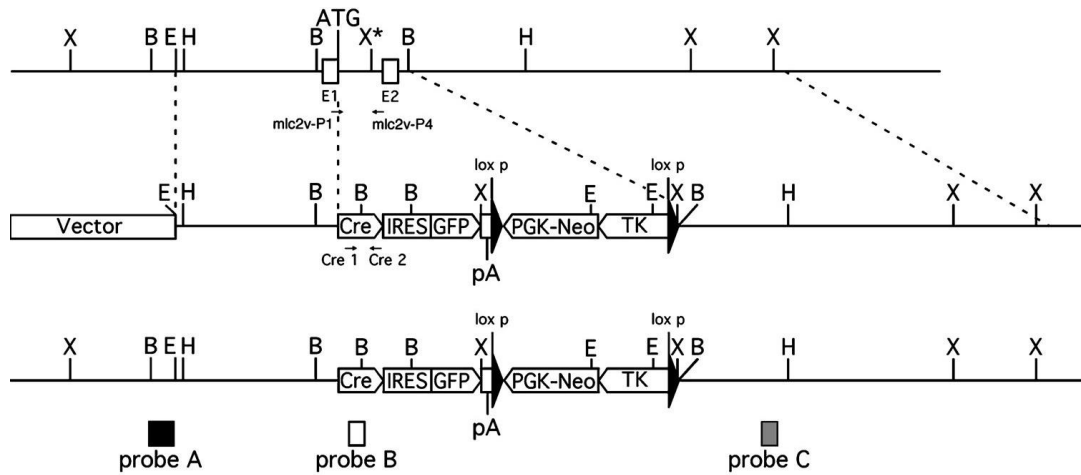 ATG
X B E H B X* B H X X
E1 E2
mlc2v-P1 mlc2v-P4
lox p lox p
E H B B B X E E X B H X X
Vector Cre IRES GFP PGK-Neo TK
Cre 1 Cre 2
pA
lox p lox p
X B E H B B B X E E X B H X X
Cre IRES GFP PGK-Neo TK
pA
probe A probe B probe C